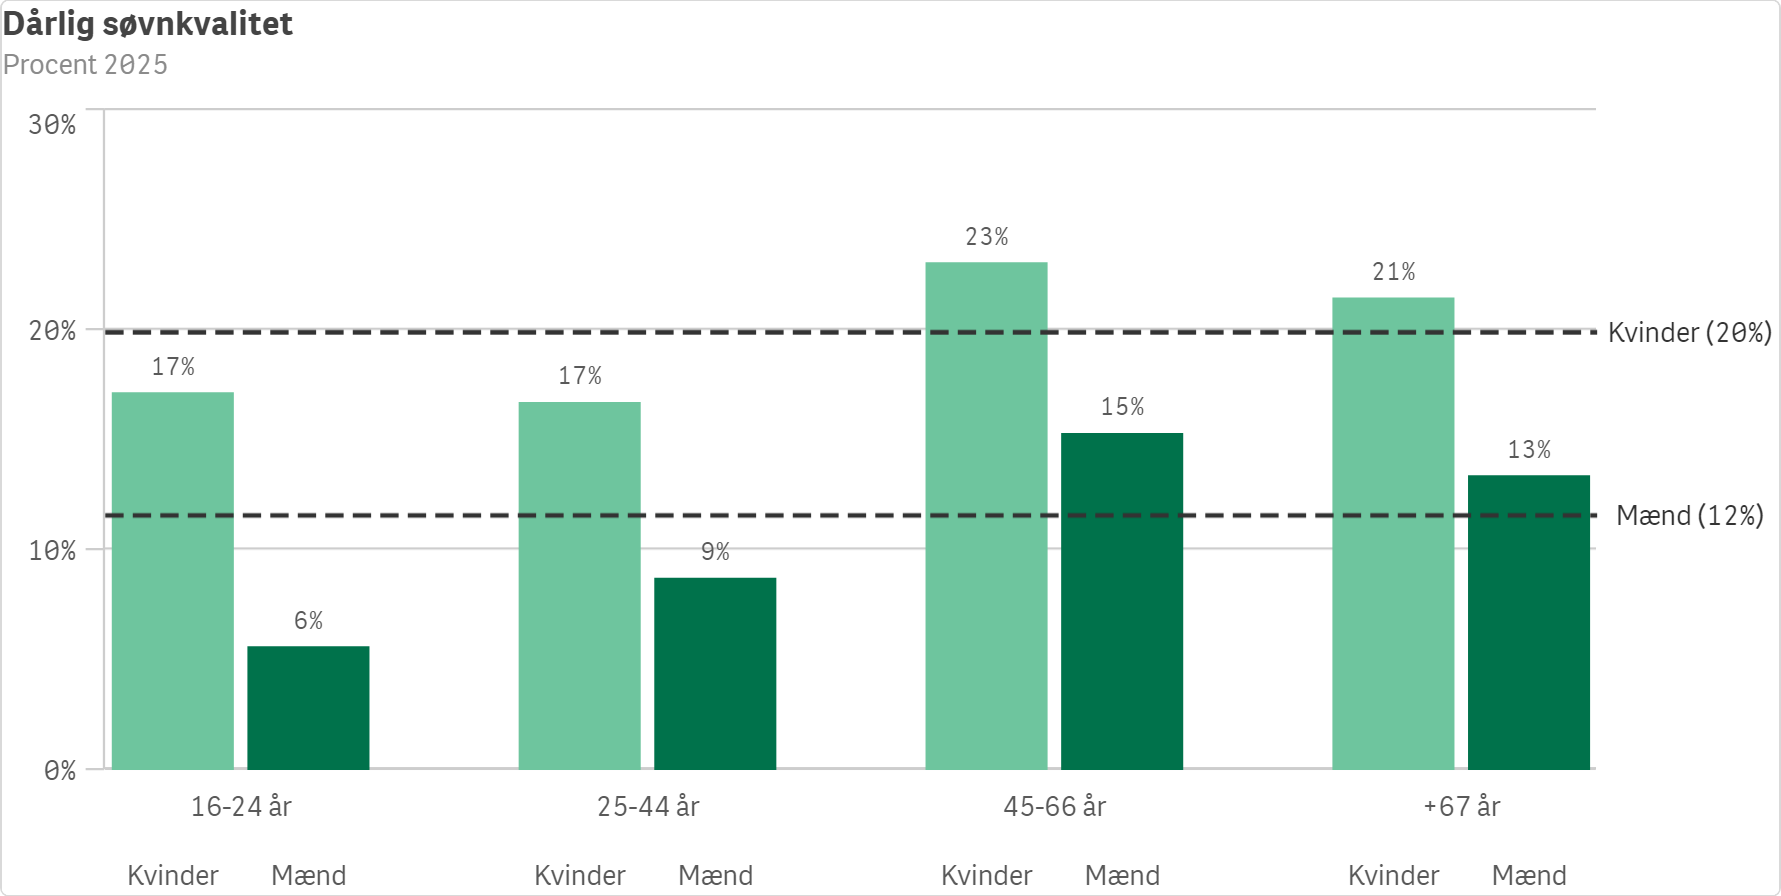 Dårlig søvnkvalitet
Procent 2025
30%
20%
10%
0%
17%
6%
17%
9%
23%
15%
21%
13%
Kvinder (20%)
Mænd (12%)
16-24 år
25-44 år
45-66 år
+67 år
Kvinder Mænd Kvinder Mænd Kvinder Mænd Kvinder Mænd